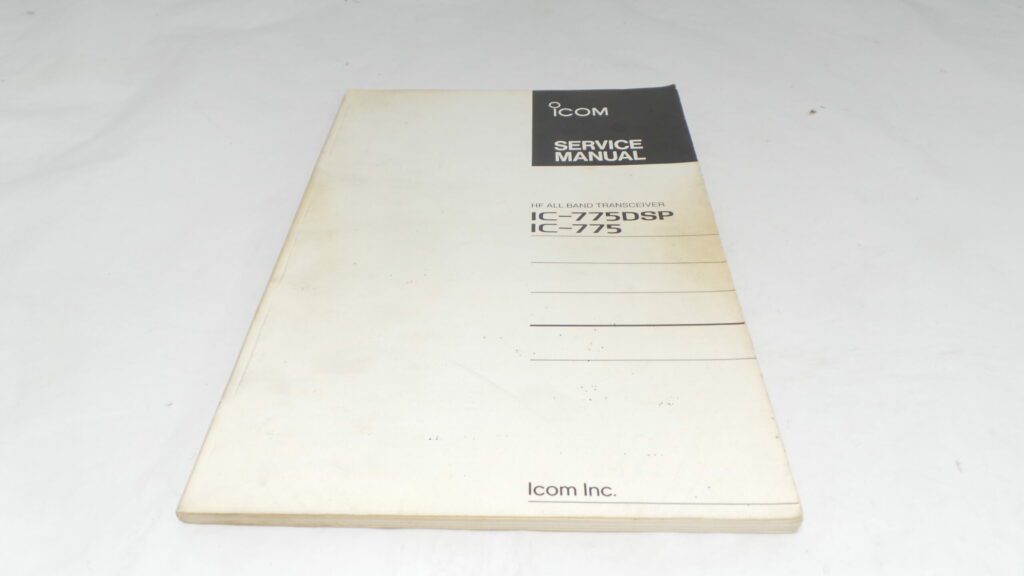 ICOM
SERVICE
MANUAL
HF ALL BAND TRANSCEIVER
IC-775DSP
IC-775
Icom Inc.